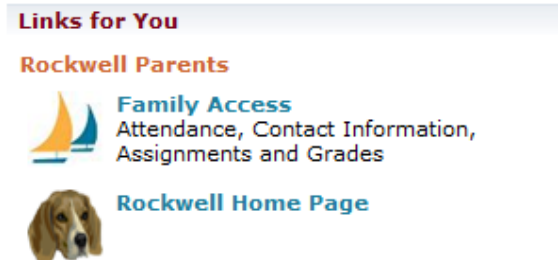 Links for You
Rockwell Parents
Family Access
Attendance, Contact Information,
Assignments and Grades
Rockwell Home Page